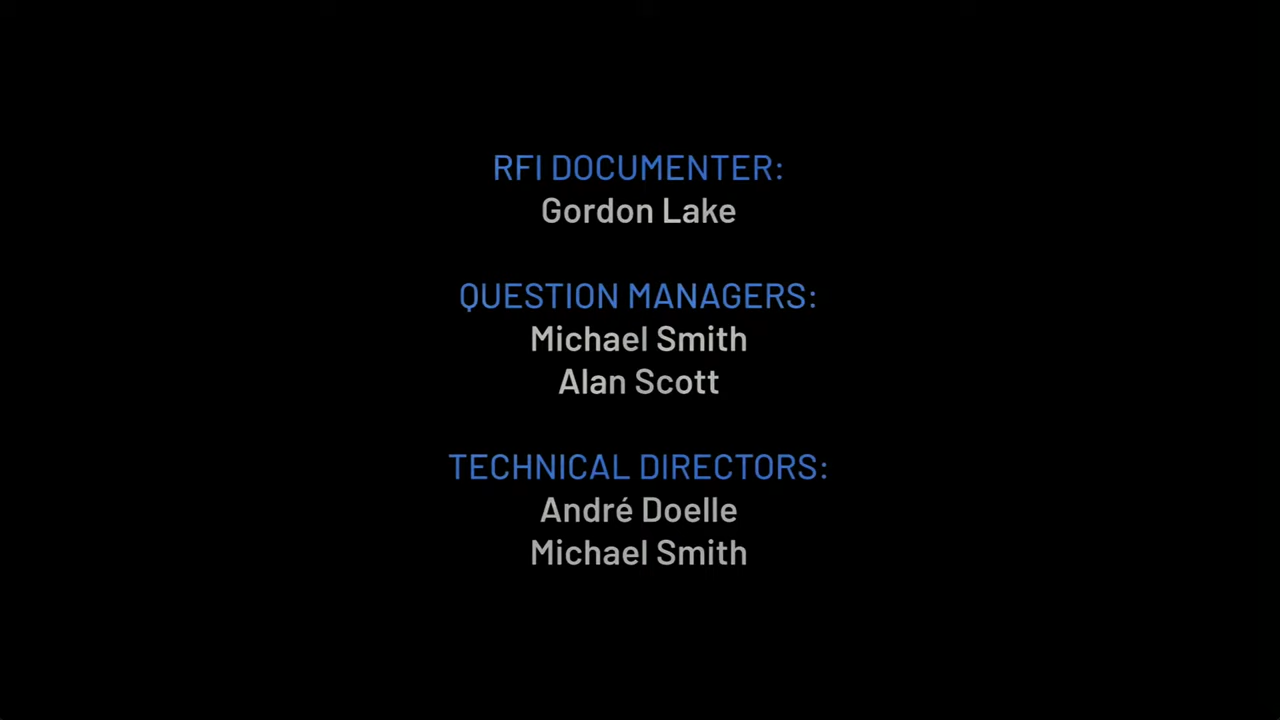 RFI DOCUMENTER:
Gordon Lake
QUESTION MANAGERS:
Michael Smith
Alan Scott
TECHNICAL DIRECTORS:
André Doelle
Michael Smith